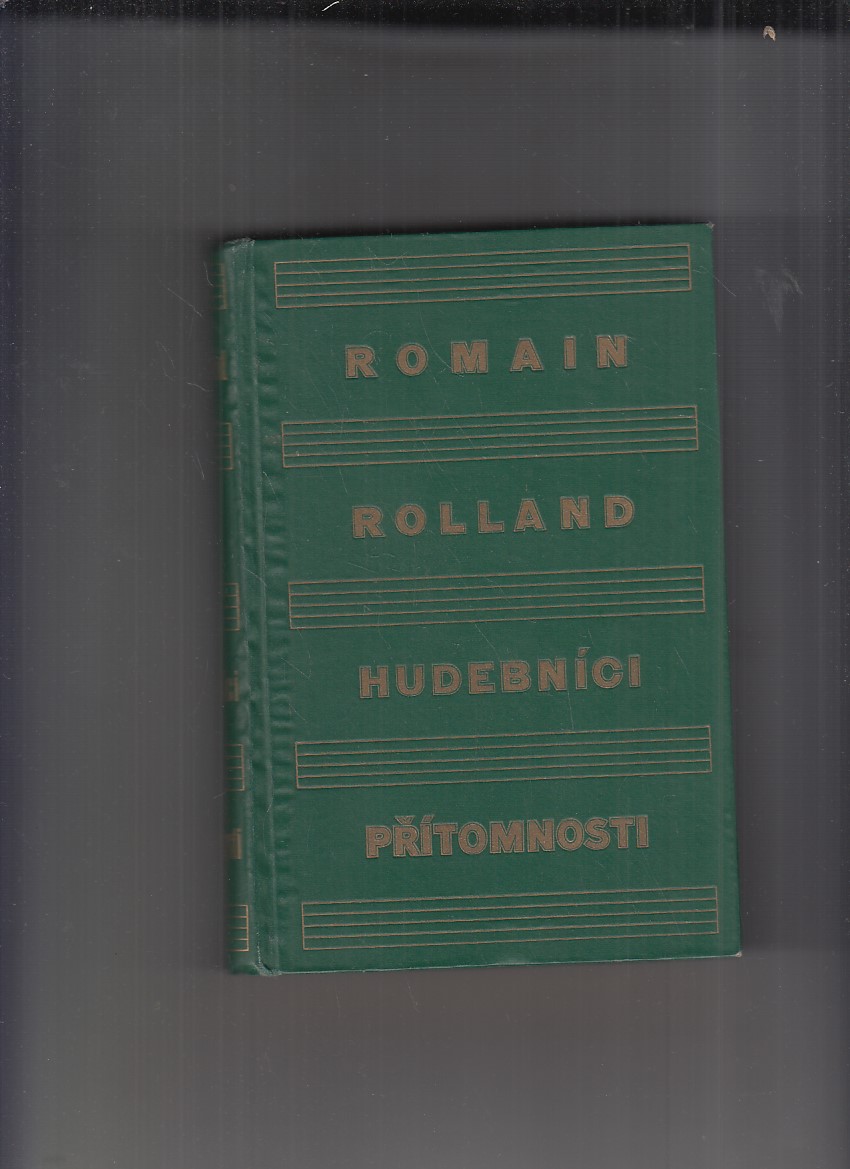 ROMAIN
ROLLAND
HUDEBNÍCI
PŘÍTOMNOSTI